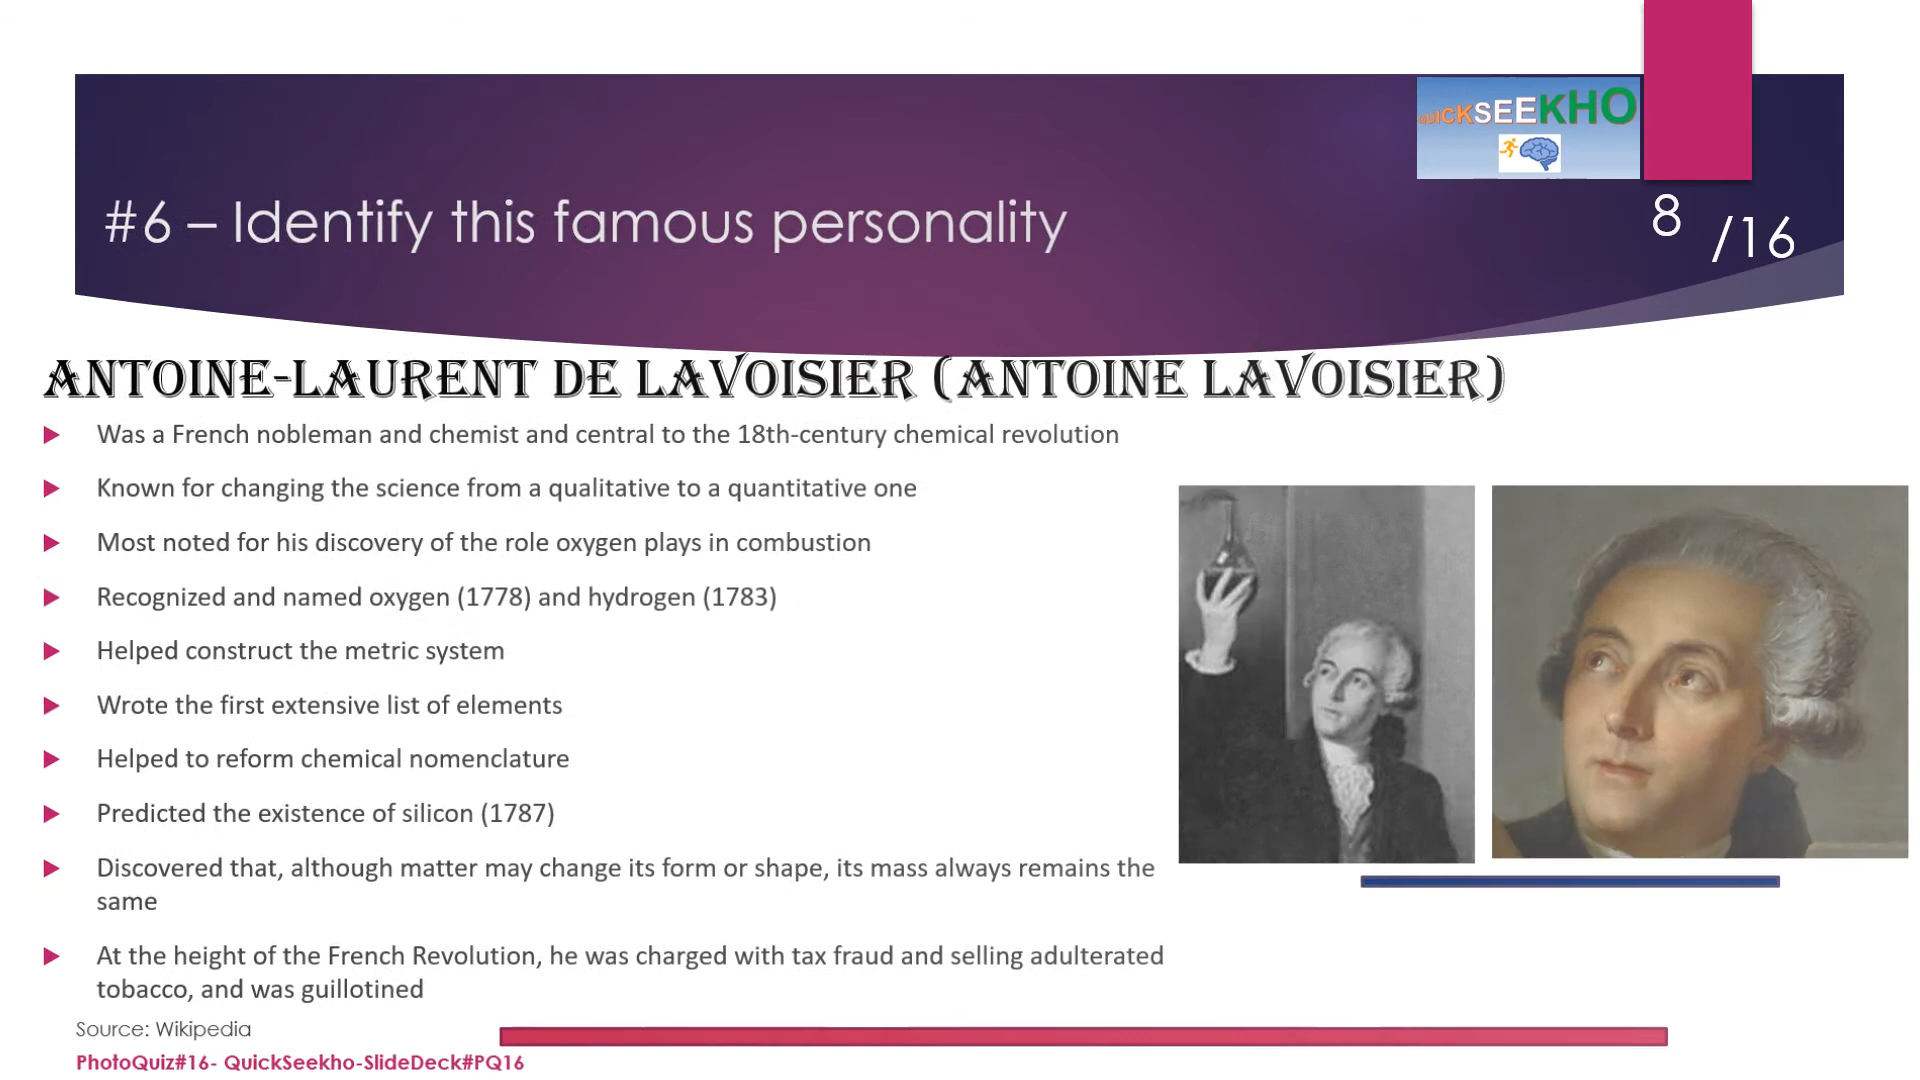 QUICKSEEKHO
#6 – Identify this famous personality
8 /16
ANTOINE-LAURENT DE LAVOISIER (ANTOINE LAVOISIER)
Was a French nobleman and chemist and central to the 18th-century chemical revolution
Known for changing the science from a qualitative to a quantitative one
Most noted for his discovery of the role oxygen plays in combustion
Recognized and named oxygen (1778) and hydrogen (1783)
Helped construct the metric system
Wrote the first extensive list of elements
Helped to reform chemical nomenclature
Predicted the existence of silicon (1787)
Discovered that, although matter may change its form or shape, its mass always remains the
same
At the height of the French Revolution, he was charged with tax fraud and selling adulterated
tobacco, and was guillotined
Source: Wikipedia
PhotoQuiz#16- QuickSeekho-SlideDeck#PQ16